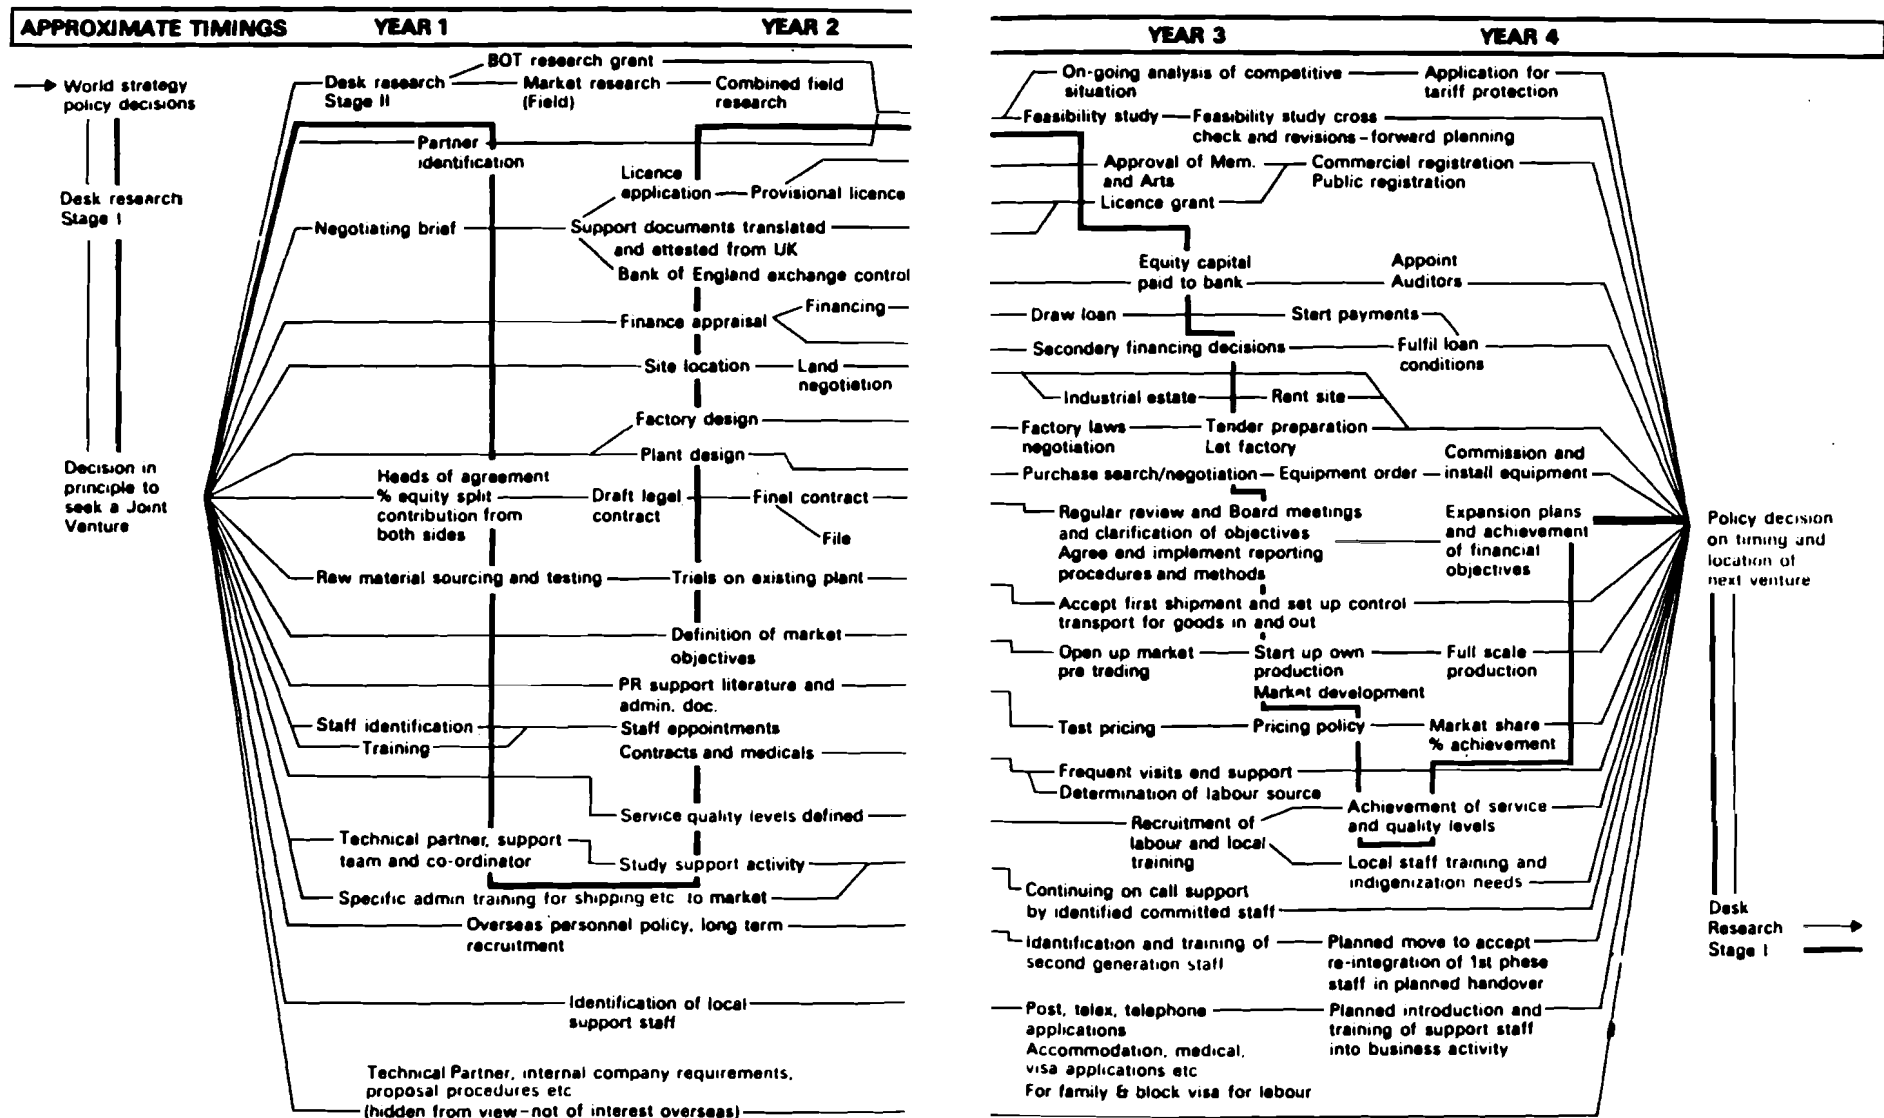 APPROXIMATE TIMINGS YEAR 1 YEAR 2 YEAR 3 YEAR 4
World strategy
policy decisions
Desk research
Stage I
Decision in
principle to
seek a Joint
Venture
BOT research grant
Desk research
Stage II
Market research
(Field)
Combined field
research
Partner
identification
Licence
application
Provisional licence
Negotiating brief
Support documents translated
and attested from UK
Bank of England exchange control
Finance appraisal
Financing
Site location
Land
negotiation
Factory design
Plant design
Heads of agreement
% equity split
contribution from
both sides
Draft legal
contract
Final contract
File
Raw material sourcing and testing
Trials on existing plant
Definition of market
objectives
PR support literature and
admin. doc.
Staff identification
Training
Staff appointments
Contracts and medicals
Service quality levels defined
Technical partner, support
team and co-ordinator
Study support activity
Specific admin training for shipping etc to market
Overseas personnel policy, long term
recruitment
Identification of local
support staff
Technical Partner, internal company requirements,
proposal procedures etc
(hidden from view–not of interest overseas)
On-going analysis of competitive
situation
Application for
tariff protection
Feasibility study
Feasibility study cross
check and revisions–forward planning
Approval of Mem.
and Arts
Commercial registration
Public registration
Licence grant
Equity capital
paid to bank
Appoint
Auditors
Draw loan
Start payments
Secondary financing decisions
Fulfil loan
conditions
Industrial estate
Rent site
Factory laws
negotiation
Tender preparation
Let factory
Commission and
install equipment
Purchase search/negotiation
Equipment order
Regular review and Board meetings
and clarification of objectives
Agree and implement reporting
procedures and methods
Expansion plans
and achievement
of financial
objectives
Accept first shipment and set up control
transport for goods in and out
Open up market
pre trading
Start up own
production
Full scale
production
Market development
Test pricing
Pricing policy
Market share
% achievement
Frequent visits and support
Determination of labour source
Recruitment of
labour and local
training
Achievement of service
and quality levels
Local staff training and
indigenization needs
Continuing on call support
by identified committed staff
Identification and training of
second generation staff
Planned move to accept
re-integration of 1st phase
staff in planned handover
Post, telex, telephone
applications
Accommodation, medical,
visa applications etc
For family & block visa for labour
Planned introduction and
training of support staff
into business activity
Policy decision
on timing and
location of
next venture
Desk
Research
Stage I